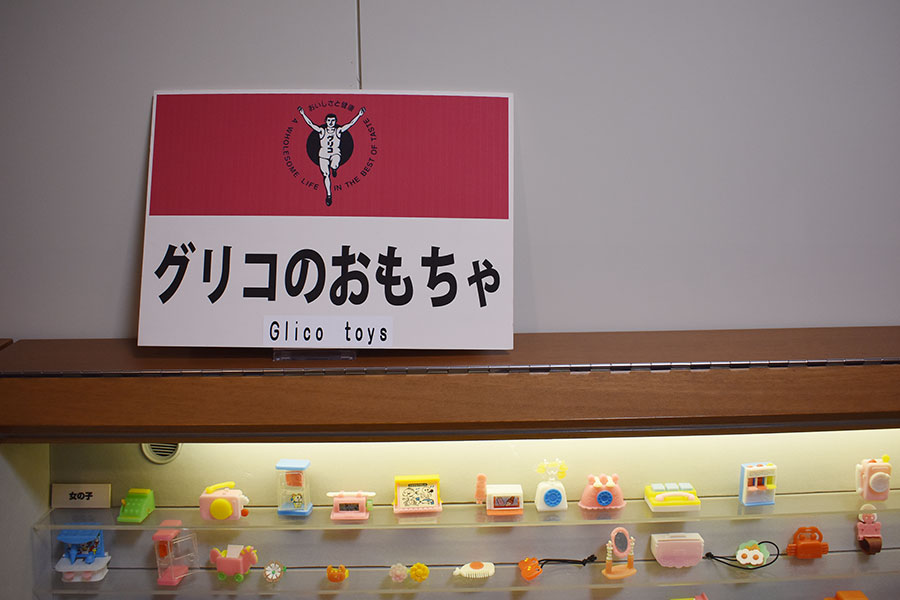 おいしさと健康
A WHOLESOME LIFE IN THE BEST OF TASTE
グリコ
グリコのおもちゃ
Glico toys
女の子